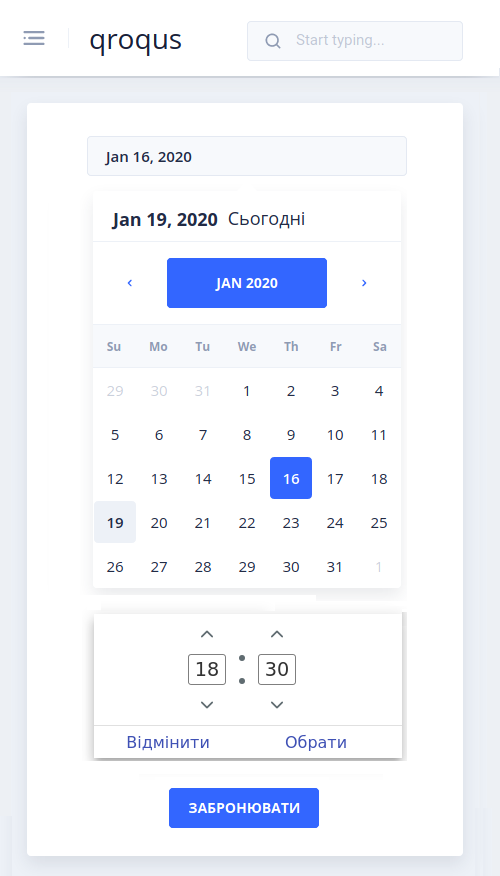 qroqus
Start typing...
Jan 16, 2020
Jan 19, 2020 Сьогодні
JAN 2020
Su Mo Tu We Th Fr Sa
29 30 31 1 2 3 4
5 6 7 8 9 10 11
12 13 14 15 16 17 18
19 20 21 22 23 24 25
26 27 28 29 30 31 1
18 : 30
Відмінити Обрати
ЗАБРОНЮВАТИ